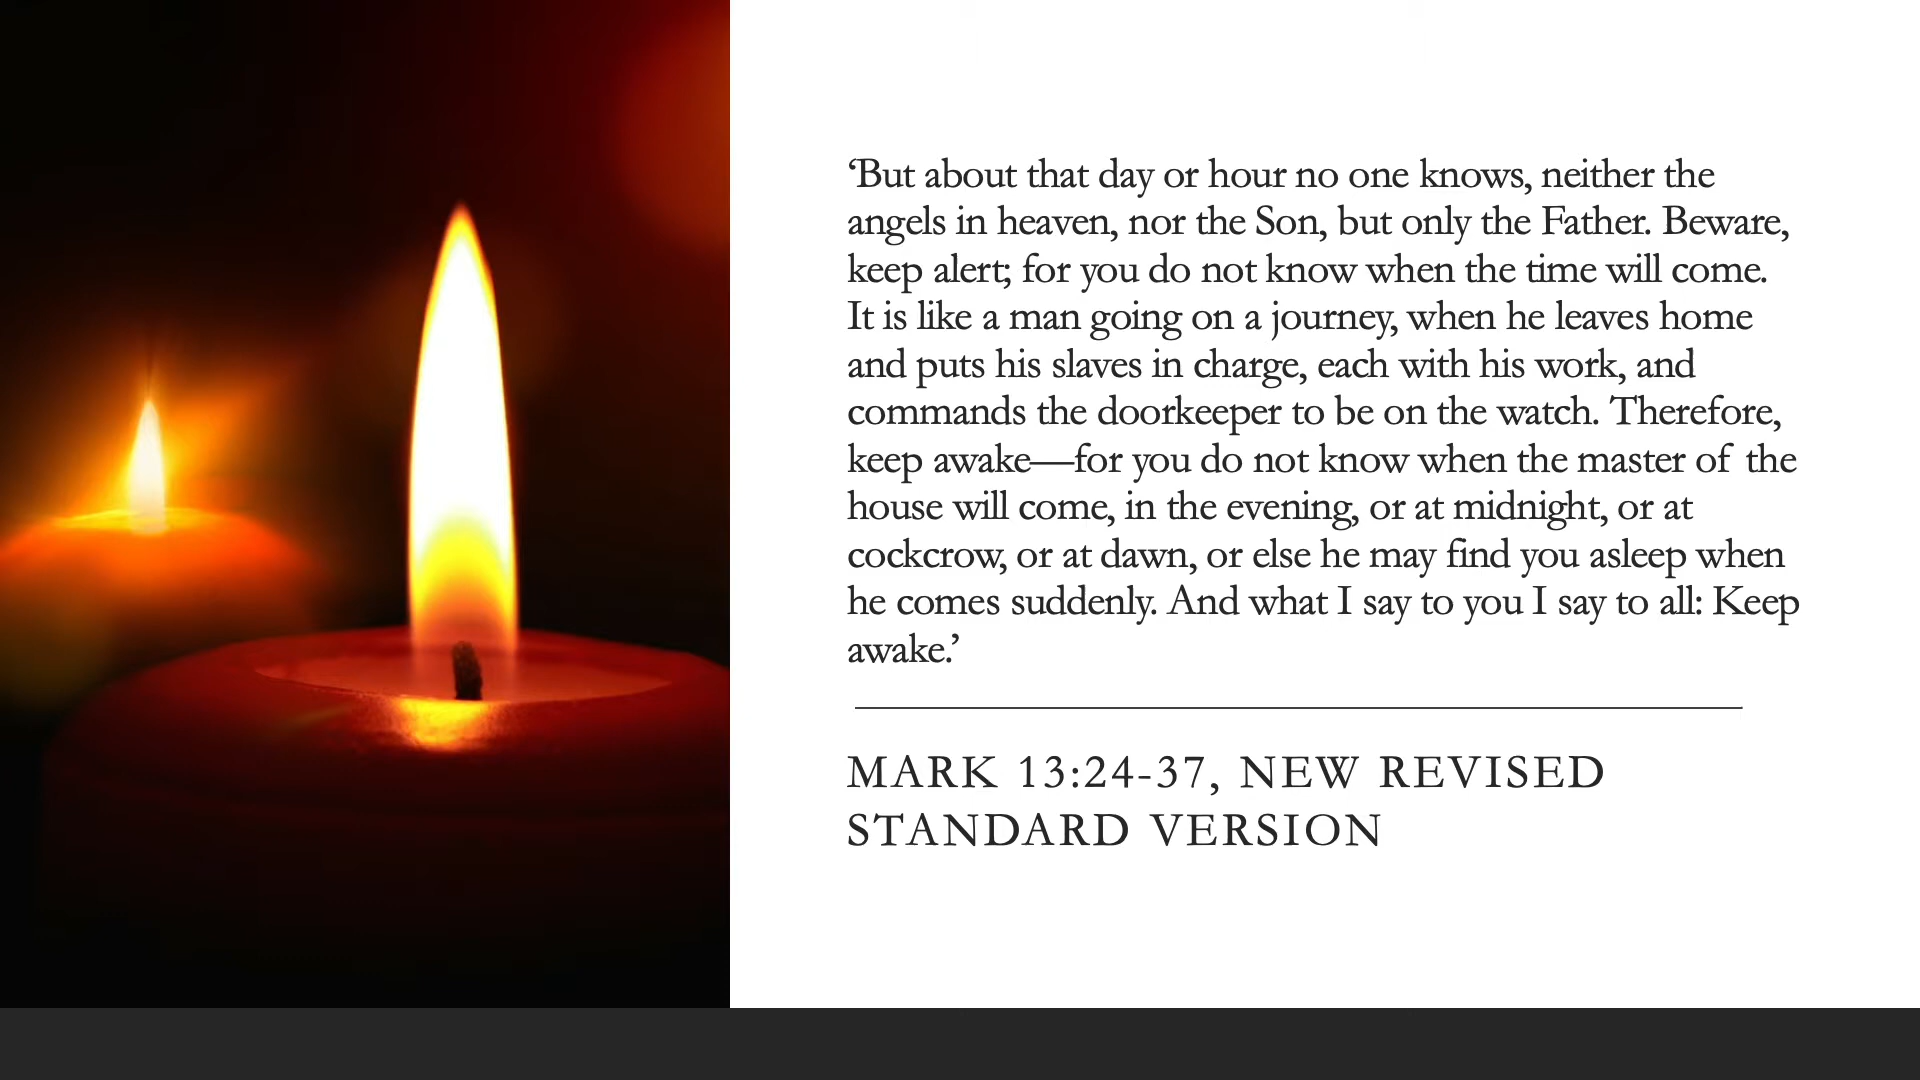 ‘But about that day or hour no one knows, neither the
angels in heaven, nor the Son, but only the Father. Beware,
keep alert; for you do not know when the time will come.
It is like a man going on a journey, when he leaves home
and puts his slaves in charge, each with his work, and
commands the doorkeeper to be on the watch. Therefore,
keep awake—for you do not know when the master of the
house will come, in the evening, or at midnight, or at
cockcrow, or at dawn, or else he may find you asleep when
he comes suddenly. And what I say to you I say to all: Keep
awake.’
MARK 13:24-37, NEW REVISED
STANDARD VERSION